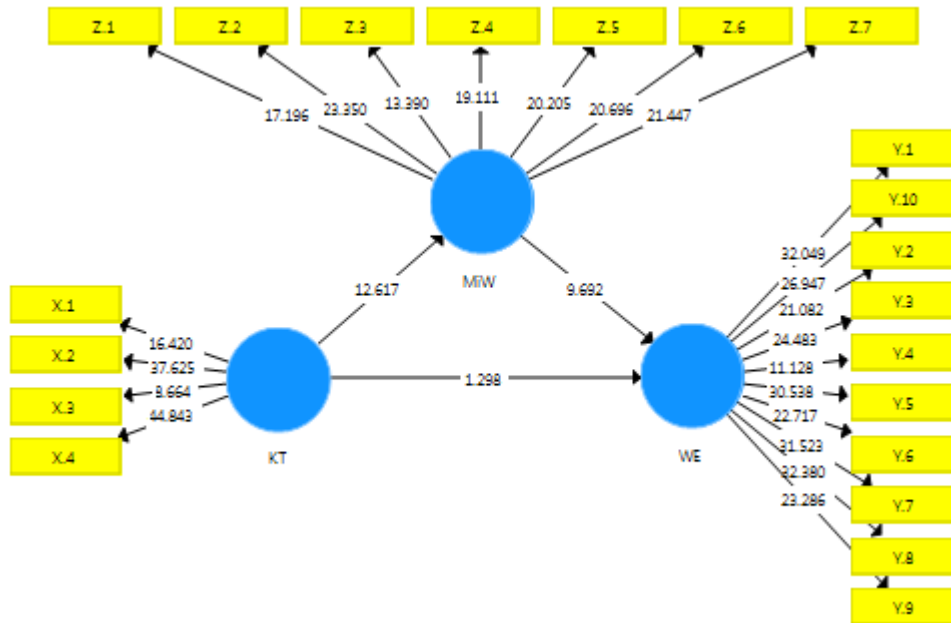 Z.1
Z.2
Z.3
Z.4
Z.5
Z.6
Z.7
17.196
23.350
13.390
19.111
20.205
20.696
21.447
MiW
12.617
9.692
X.1
X.2
X.3
X.4
16.420
37.625
8.664
44.843
KT
1.298
WE
32.049
26.947
21.082
24.483
11.128
30.538
22.717
31.523
32.380
23.286
Y.1
Y.10
Y.2
Y.3
Y.4
Y.5
Y.6
Y.7
Y.8
Y.9